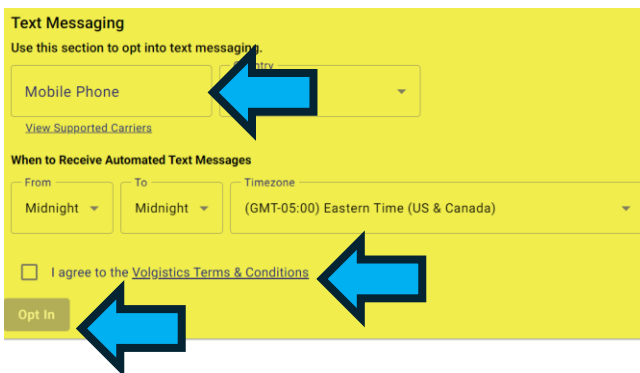 Text Messaging
Use this section to opt into text messaging.
Mobile Phone
View Supported Carriers
When to Receive Automated Text Messages
From To Timezone
Midnight Midnight (GMT-05:00) Eastern Time (US & Canada)
I agree to the Volgistics Terms & Conditions
Opt In